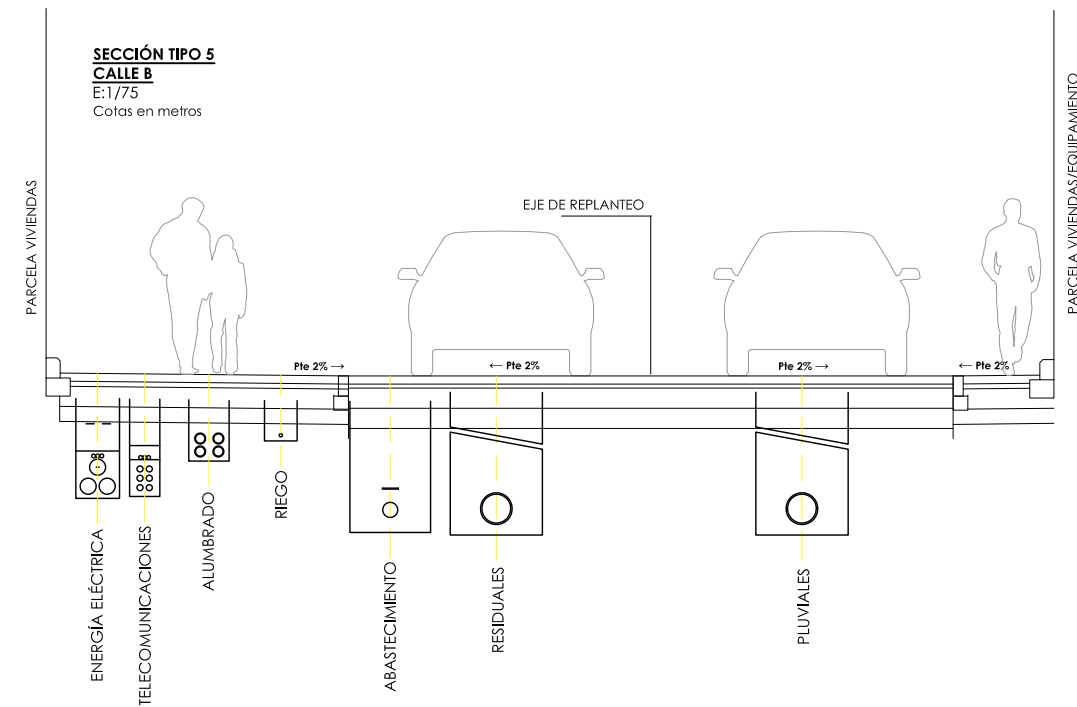 SECCIÓN TIPO 5
CALLE B
E:1/75
Cotas en metros
PARCELA VIVIENDAS
EJE DE REPLANTEO
PARCELA VIVIENDAS/EQUIPAMIENTO
Pte 2% →
← Pte 2%
Pte 2% →
← Pte 2%
ENERGÍA ELÉCTRICA
TELECOMUNICACIONES
ALUMBRADO
RIEGO
ABASTECIMIENTO
RESIDUALES
PLUVIALES